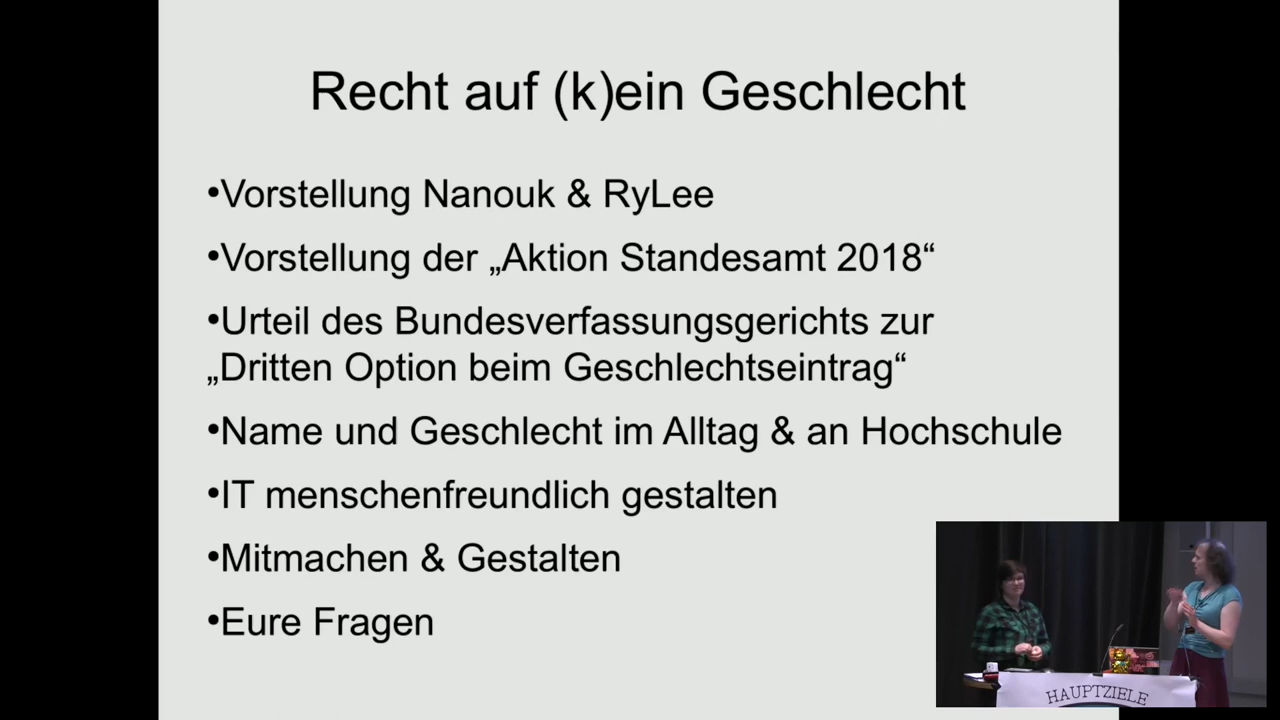 Recht auf (k)ein Geschlecht
•Vorstellung Nanouk & RyLee
•Vorstellung der „Aktion Standesamt 2018“
•Urteil des Bundesverfassungsgerichts zur
„Dritten Option beim Geschlechtseintrag“
•Name und Geschlecht im Alltag & an Hochschule
•IT menschenfreundlich gestalten
•Mitmachen & Gestalten
•Eure Fragen
HAUPTZIELE